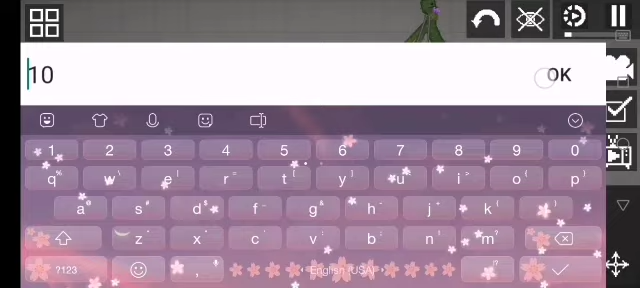 10
OK
1 2 3 4 5 6 7 8 9 0
q% w e r= t[ y] u i> o{ p}
a@ s# d$ f- g& h- j+ k( l)
z x c v: b; n' m"
?123 , English (USA) .!?